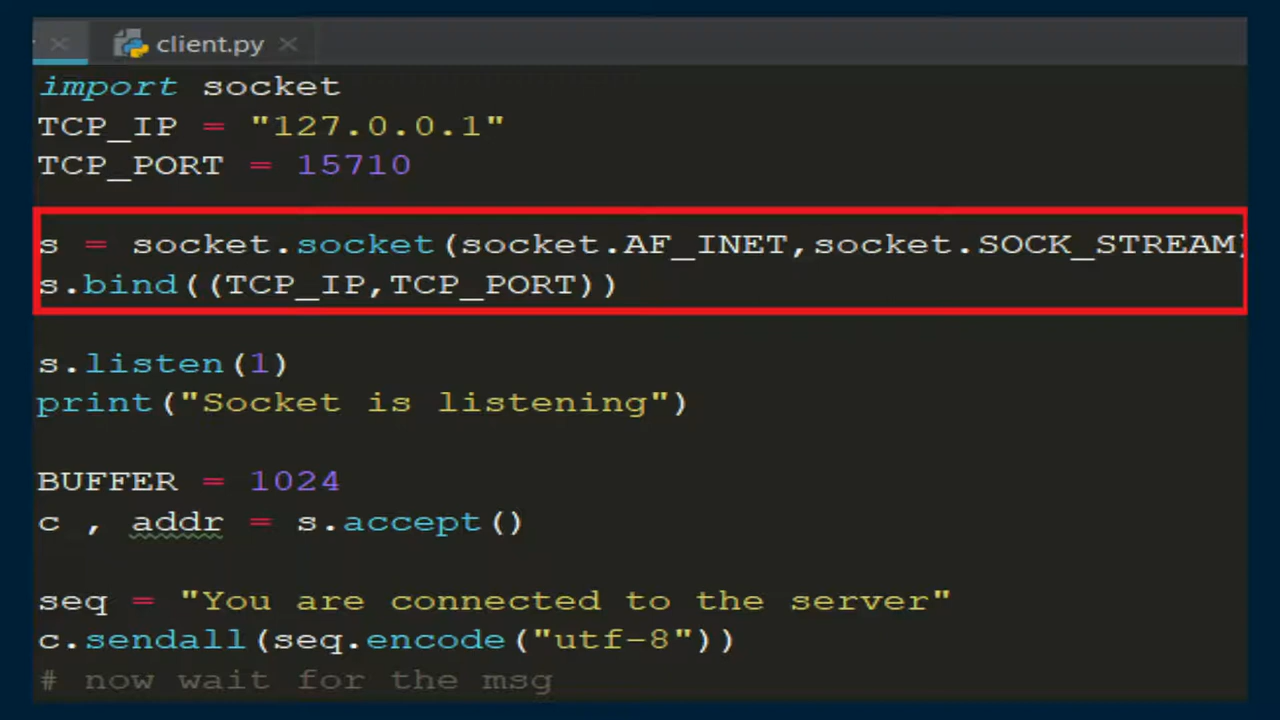 client.py
import socket
TCP_IP = "127.0.0.1"
TCP_PORT = 15710
s = socket.socket(socket.AF_INET,socket.SOCK_STREAM)
s.bind((TCP_IP,TCP_PORT))
s.listen(1)
print("Socket is listening")
BUFFER = 1024
c , addr = s.accept()
seq = "You are connected to the server"
c.sendall(seq.encode("utf-8"))
# now wait for the msg